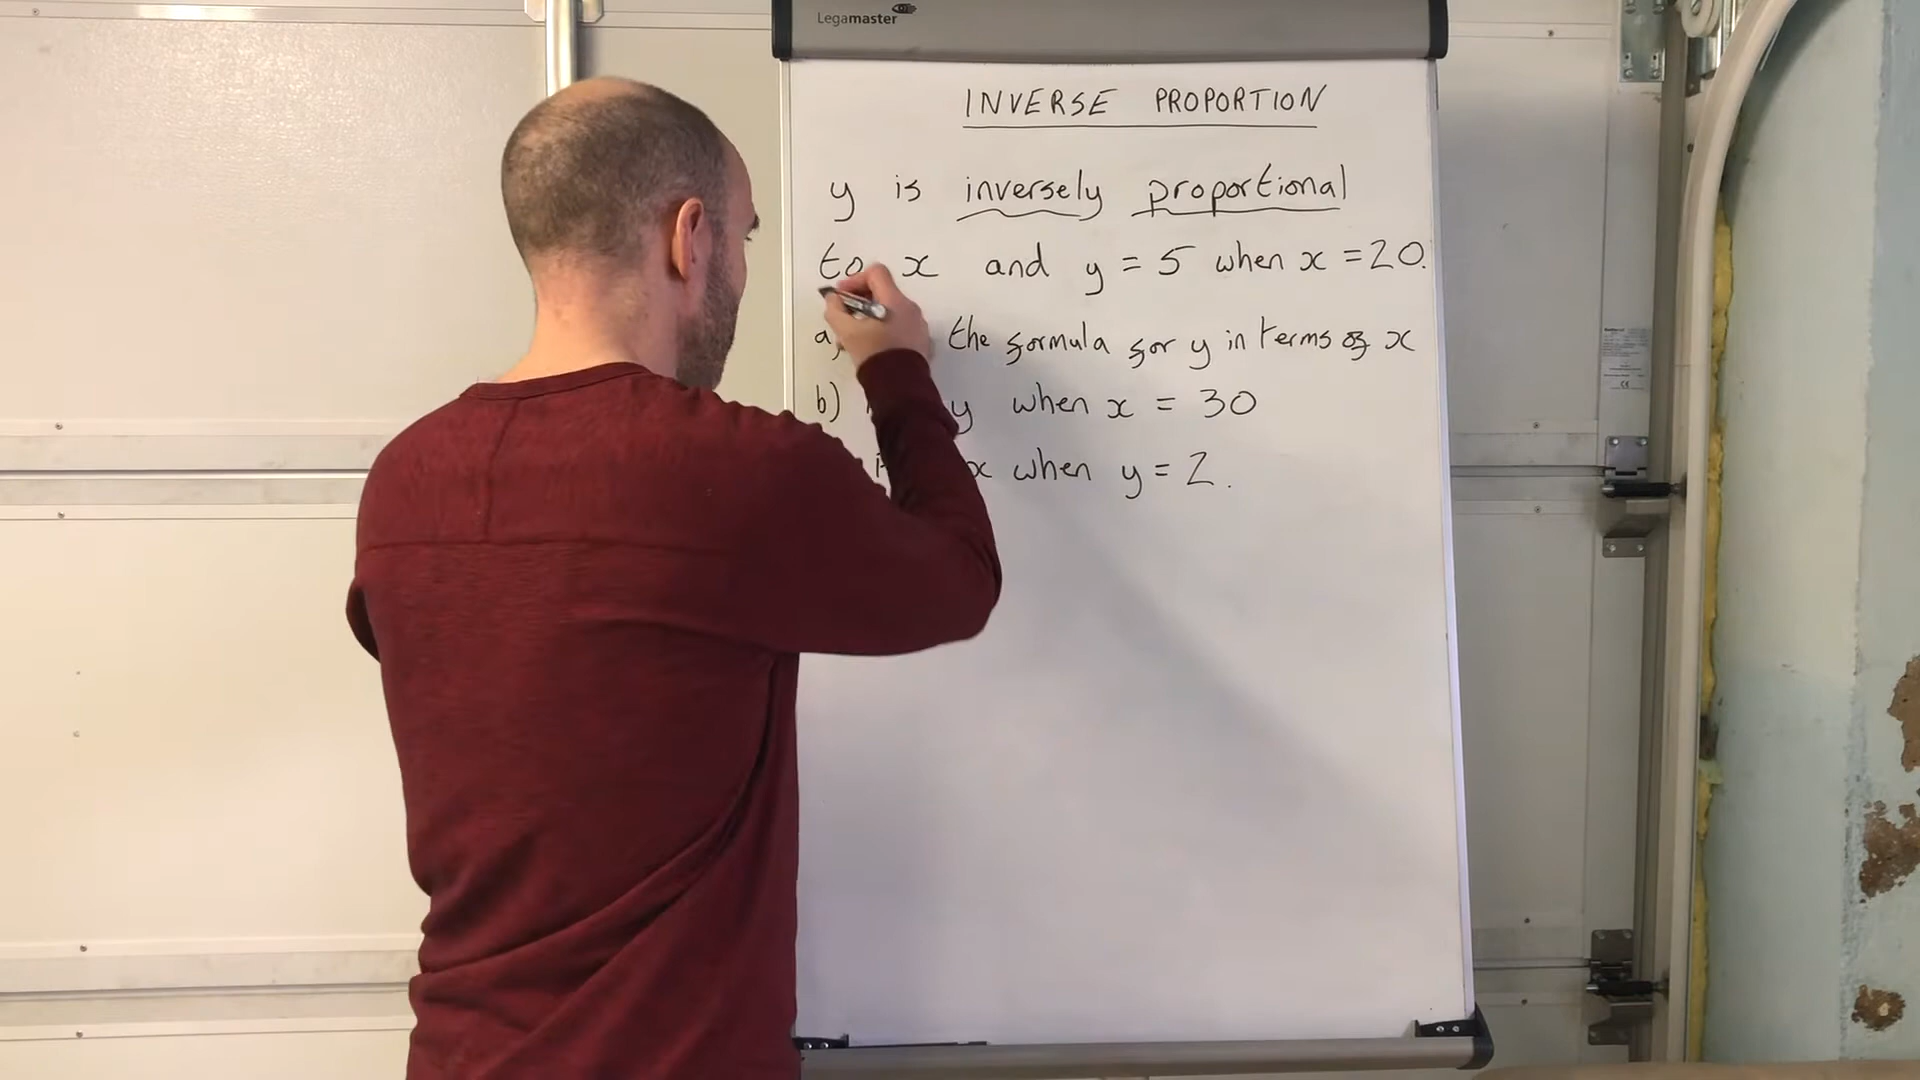 Legamaster
INVERSE PROPORTION
y is inversely proportional
to x and y = 5 when x = 20.
a) the formula for y in terms of x
b) y when x = 30
x when y = 2.